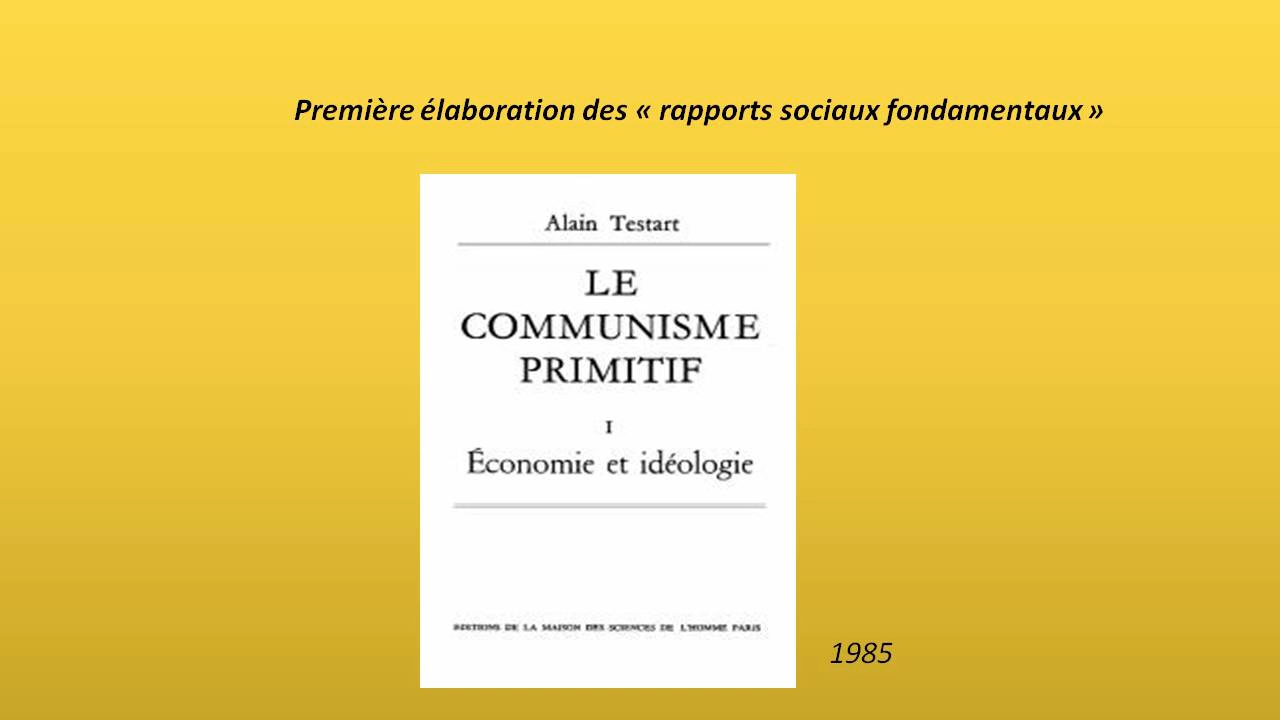 Première élaboration des « rapports sociaux fondamentaux »
Alain Testart
LE
COMMUNISME
PRIMITIF
I
Économie et idéologie
EDITIONS DE LA MAISON DES SCIENCES DE L'HOMME PARIS
1985